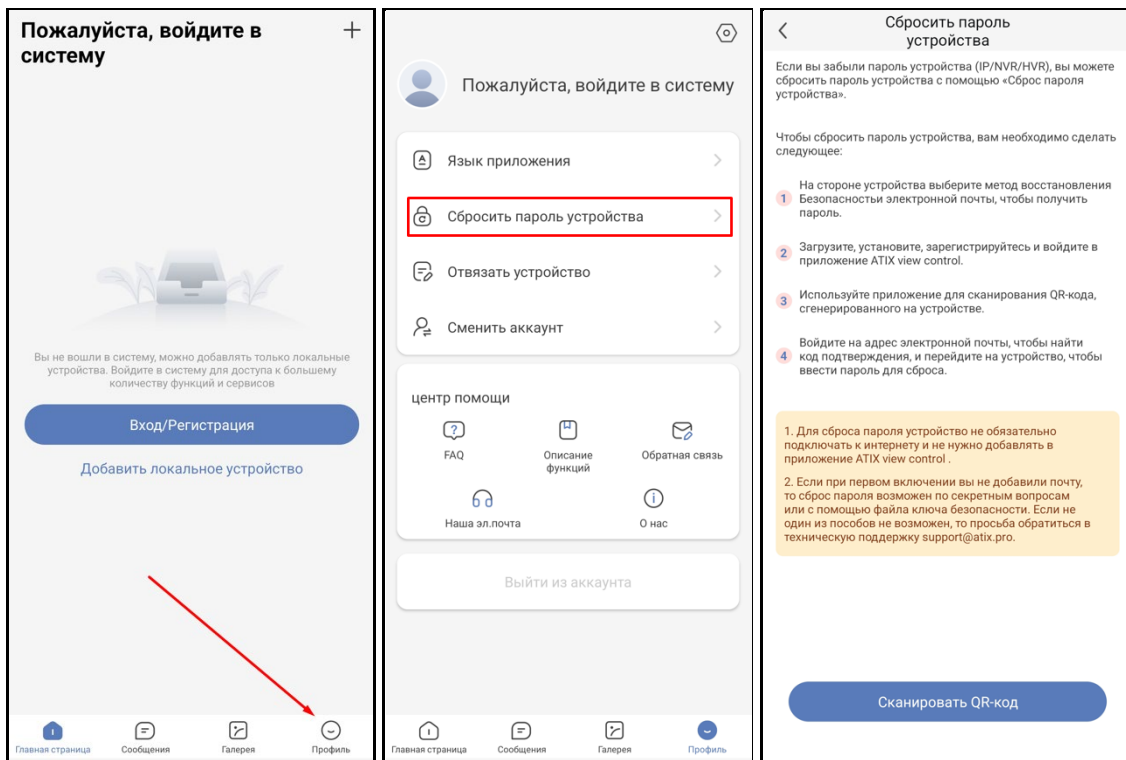 Пожалуйста, войдите в
систему
Вы не вошли в систему, можно добавлять только локальные
устройства. Войдите в систему для доступа к большему
количеству функций и сервисов
Вход/Регистрация
Добавить локальное устройство
Главная страница
Сообщения
Галерея
Профиль
Пожалуйста, войдите в систему
Язык приложения
Сбросить пароль устройства
Отвязать устройство
Сменить аккаунт
центр помощи
FAQ
Описание
функций
Обратная связь
Наша эл.почта
О нас
Выйти из аккаунта
Главная страница
Сообщения
Галерея
Профиль
Сбросить пароль
устройства
Если вы забыли пароль устройства (IP/NVR/HVR), вы можете
сбросить пароль устройства с помощью «Сброс пароля
устройства».
Чтобы сбросить пароль устройства, вам необходимо сделать
следующее:
1 На стороне устройства выберите метод восстановления
Безопасностьи электронной почты, чтобы получить
пароль.
2 Загрузите, установите, зарегистрируйтесь и войдите в
приложение ATIX view control.
3 Используйте приложение для сканирования QR-кода,
сгенерированного на устройстве.
4 Войдите на адрес электронной почты, чтобы найти
код подтверждения, и перейдите на устройство, чтобы
ввести пароль для сброса.
1. Для сброса пароля устройство не обязательно
подключать к интернету и не нужно добавлять в
приложение ATIX view control .
2. Если при первом включении вы не добавили почту,
то сброс пароля возможен по секретным вопросам
или с помощью файла ключа безопасности. Если не
один из пособов не возможен, то просьба обратиться в
техническую поддержку support@atix.pro.
Сканировать QR-код